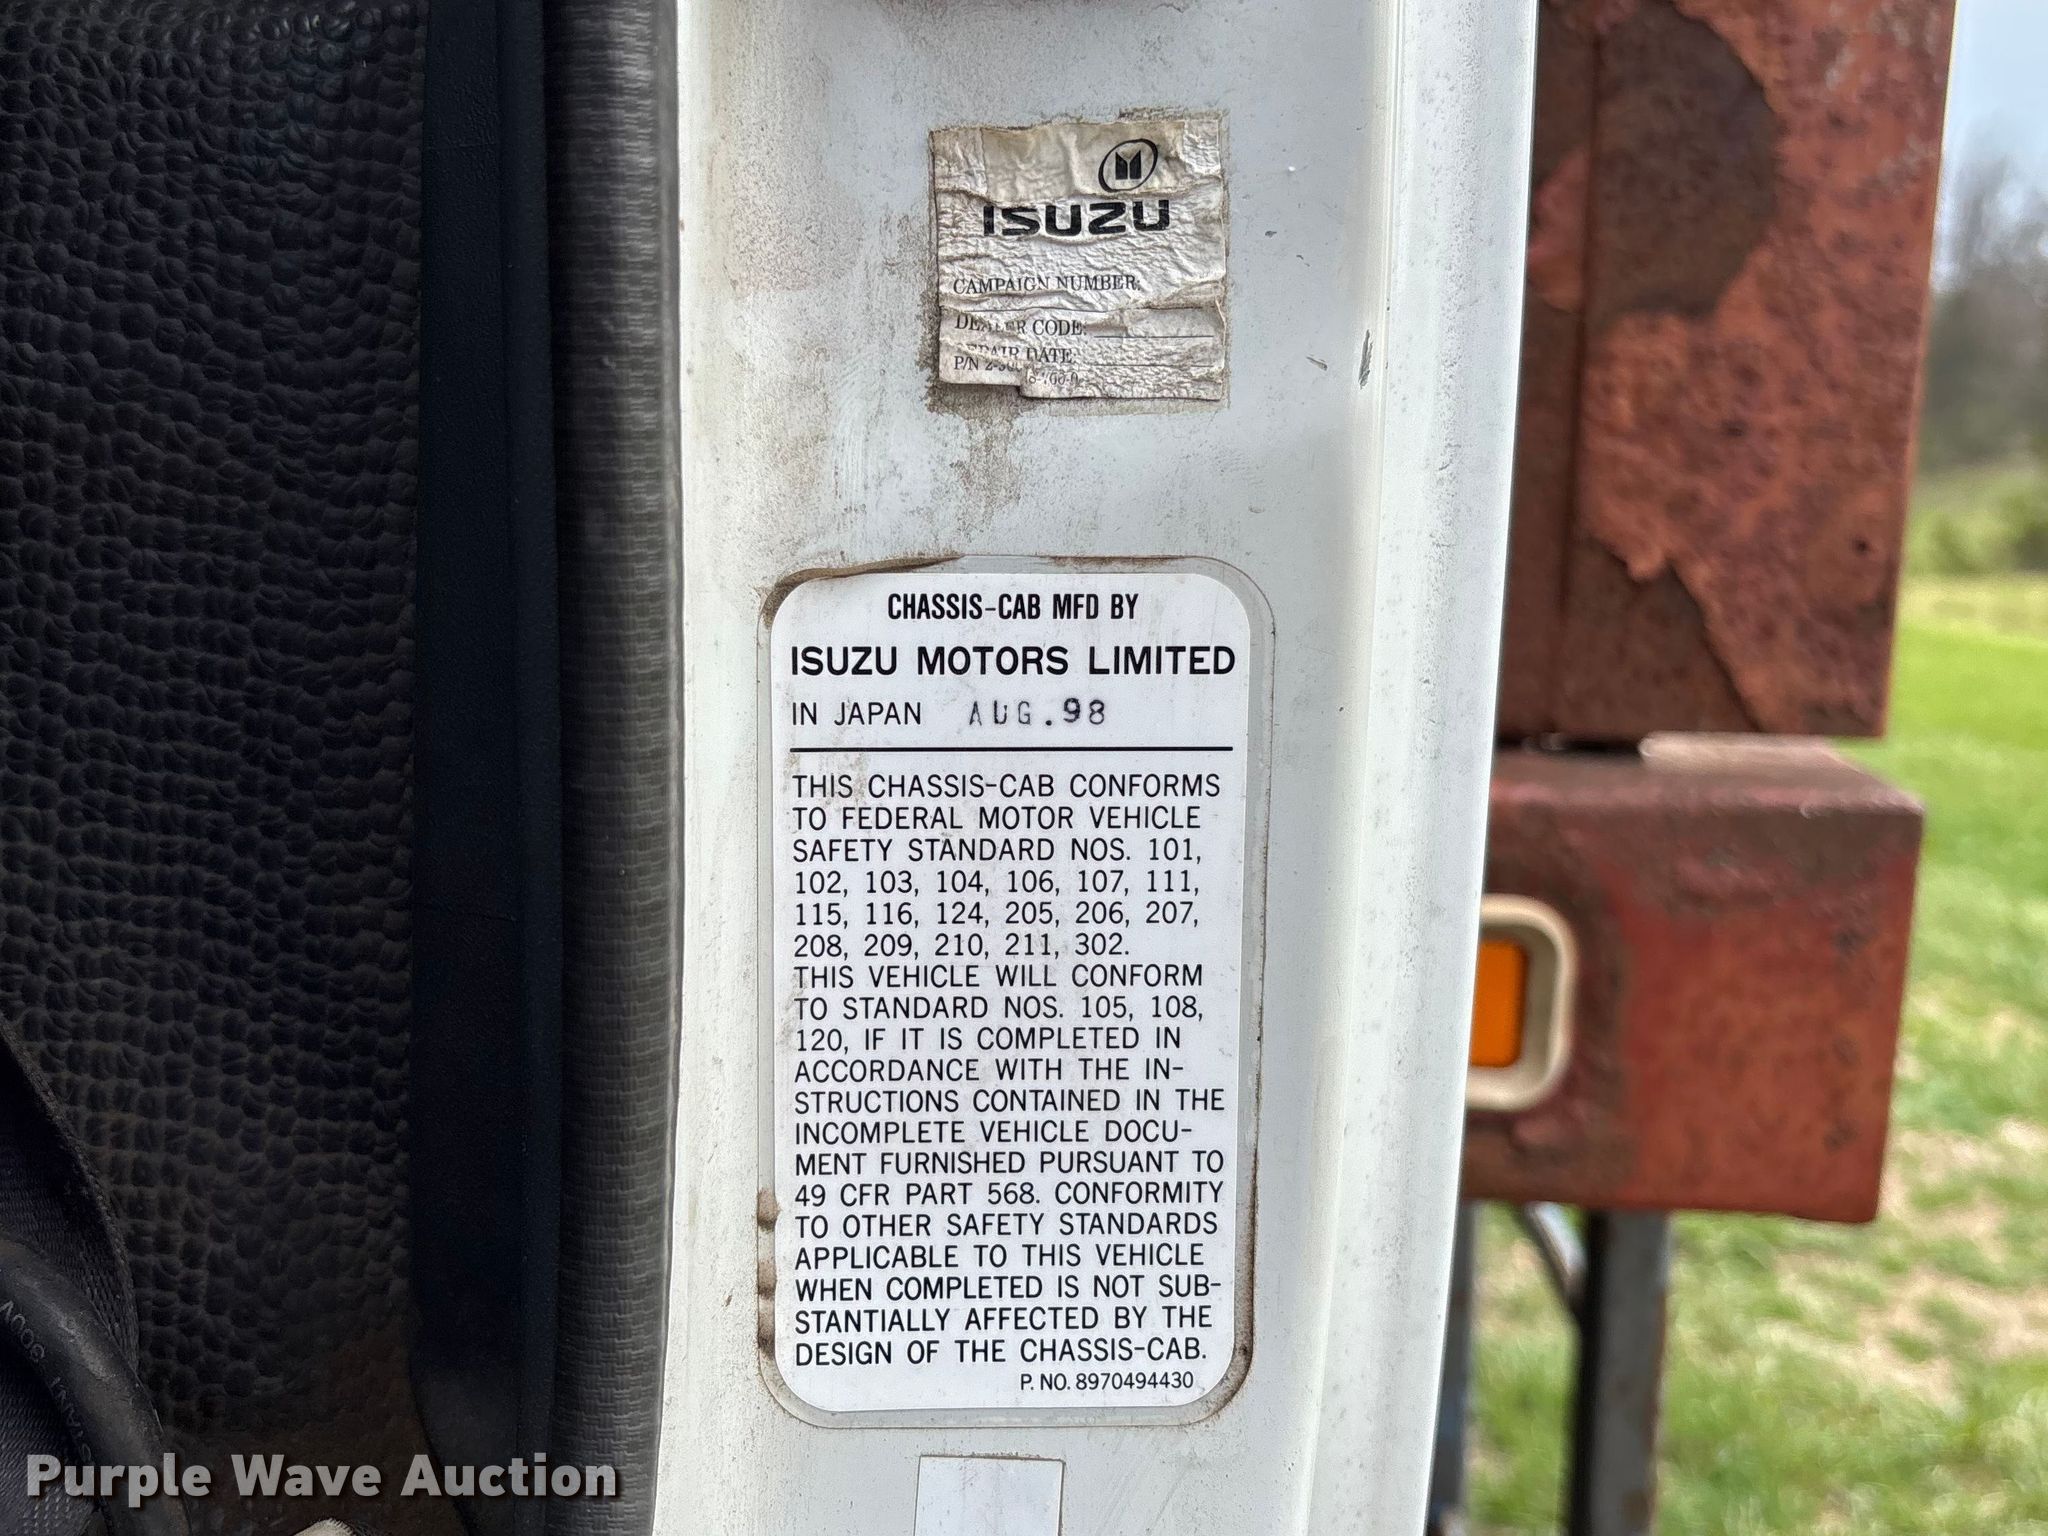 ISUZU
CAMPAIGN NUMBER:
DEALER CODE:
REPAIR DATE:
P/N
CHASSIS-CAB MFD BY
ISUZU MOTORS LIMITED
IN JAPAN AUG.98
THIS CHASSIS-CAB CONFORMS
TO FEDERAL MOTOR VEHICLE
SAFETY STANDARD NOS. 101,
102, 103, 104, 106, 107, 111,
115, 116, 124, 205, 206, 207,
208, 209, 210, 211, 302.
THIS VEHICLE WILL CONFORM
TO STANDARD NOS. 105, 108,
120, IF IT IS COMPLETED IN
ACCORDANCE WITH THE IN-
STRUCTIONS CONTAINED IN THE
INCOMPLETE VEHICLE DOCU-
MENT FURNISHED PURSUANT TO
49 CFR PART 568. CONFORMITY
TO OTHER SAFETY STANDARDS
APPLICABLE TO THIS VEHICLE
WHEN COMPLETED IS NOT SUB-
STANTIALLY AFFECTED BY THE
DESIGN OF THE CHASSIS-CAB.
P. NO. 8970494430
Purple Wave Auction